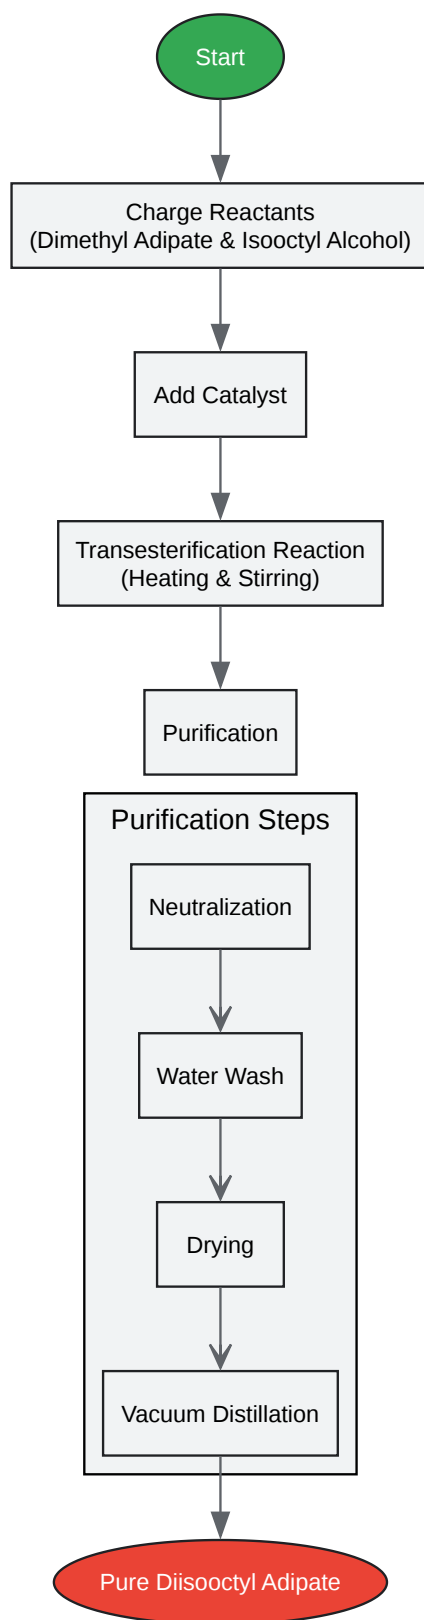 Start
Charge Reactants
(Dimethyl Adipate & Isooctyl Alcohol)
Add Catalyst
Transesterification Reaction
(Heating & Stirring)
Purification
Purification Steps
Neutralization
Water Wash
Drying
Vacuum Distillation
Pure Diisooctyl Adipate